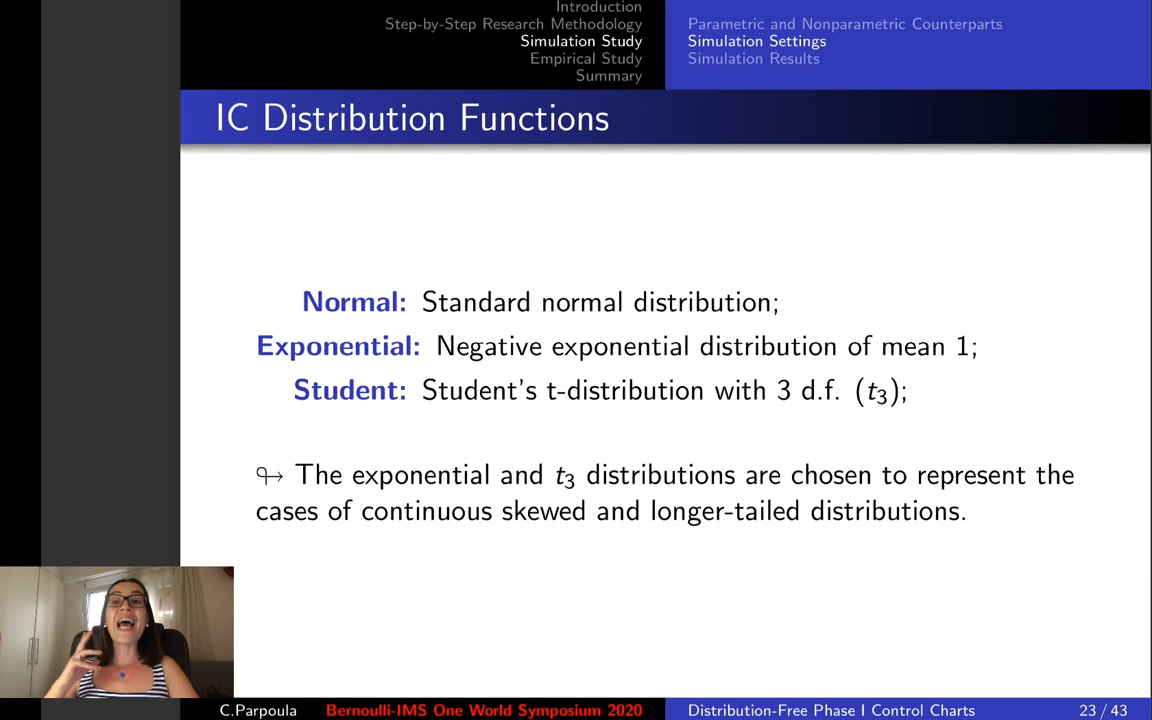 Introduction
Step-by-Step Research Methodology
Simulation Study
Empirical Study
Summary
Parametric and Nonparametric Counterparts
Simulation Settings
Simulation Results
IC Distribution Functions
Normal: Standard normal distribution;
Exponential: Negative exponential distribution of mean 1;
Student: Student's t-distribution with 3 d.f. (t₃);
↬ The exponential and t₃ distributions are chosen to represent the
cases of continuous skewed and longer-tailed distributions.
C.Parpoula Bernoulli-IMS One World Symposium 2020 Distribution-Free Phase I Control Charts 23 / 43